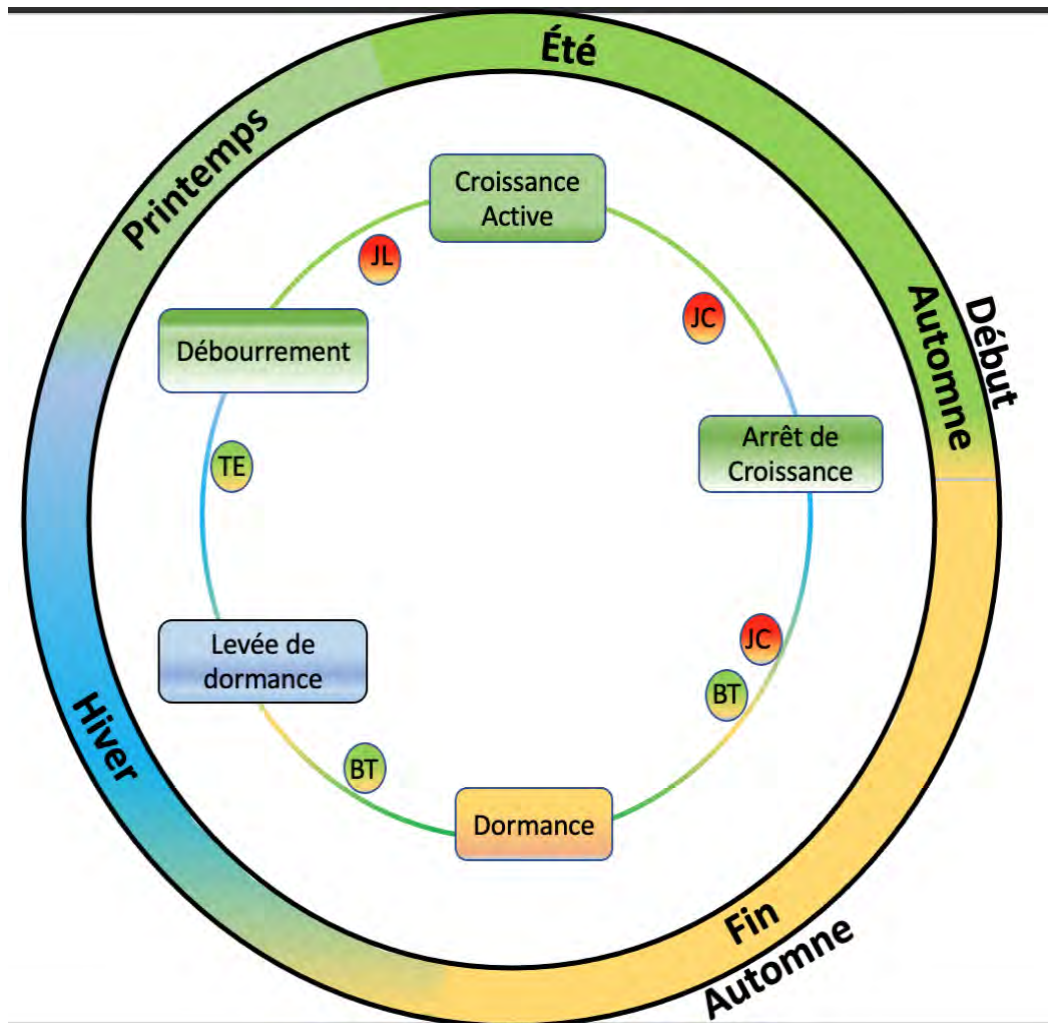 Été
Printemps
Croissance
Active
JL
JC
Automne
Début
Débourrement
TE
Arrêt de
Croissance
Levée de
dormance
JC
BT
BT
Hiver
Dormance
Fin
Automne